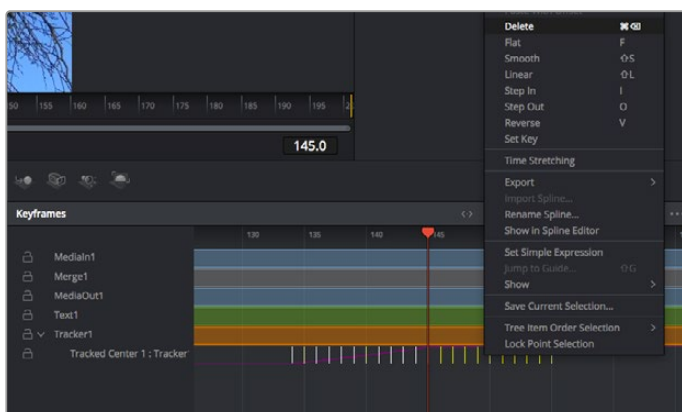 Delete ⌘⌫
Flat F
Smooth ⇧S
Linear ⇧L
Step In I
Step Out O
Reverse V
Set Key
Time Stretching
Export >
Import Spline...
Rename Spline...
Show in Spline Editor
Set Simple Expression
Jump to Guide... ⇧G
Show >
Save Current Selection...
Tree Item Order Selection >
Lock Point Selection
155 160 165 170 175 180 185 190 195
145.0
Keyframes
130 135 140 145
MediaIn1
Merge1
MediaOut1
Text1
Tracker1
Tracked Center 1 : Tracker